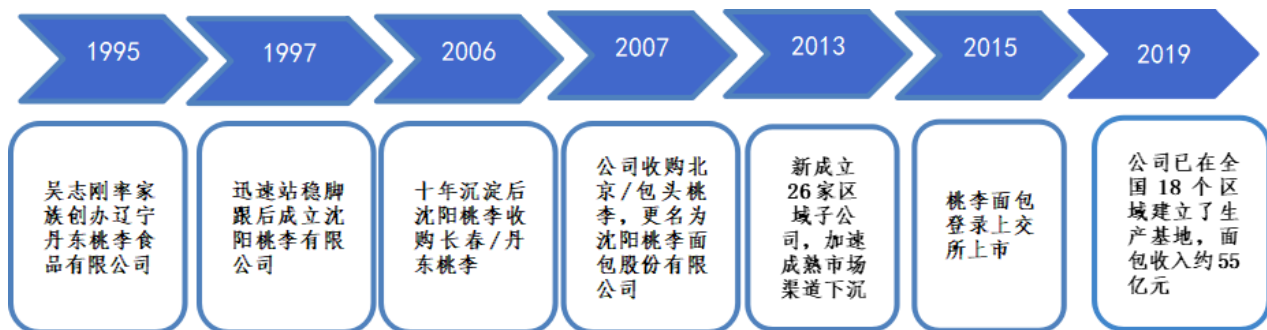 1995
1997
2006
2007
2013
2015
2019
吴志刚率家
族创办辽宁
丹东桃李食
品有限公司
迅速站稳脚
跟后成立沈
阳桃李有限
公司
十年沉淀后
沈阳桃李收
购长春/丹
东桃李
公司收购北
京/包头桃
李，更名为
沈阳桃李面
包股份有限
公司
新成立
26家区
域子公
司，加速
成熟市场
渠道下沉
桃李面包
登录上交
所上市
公司已在全
国 18 个区
域建立了生
产基地，面
包收入约55
亿元